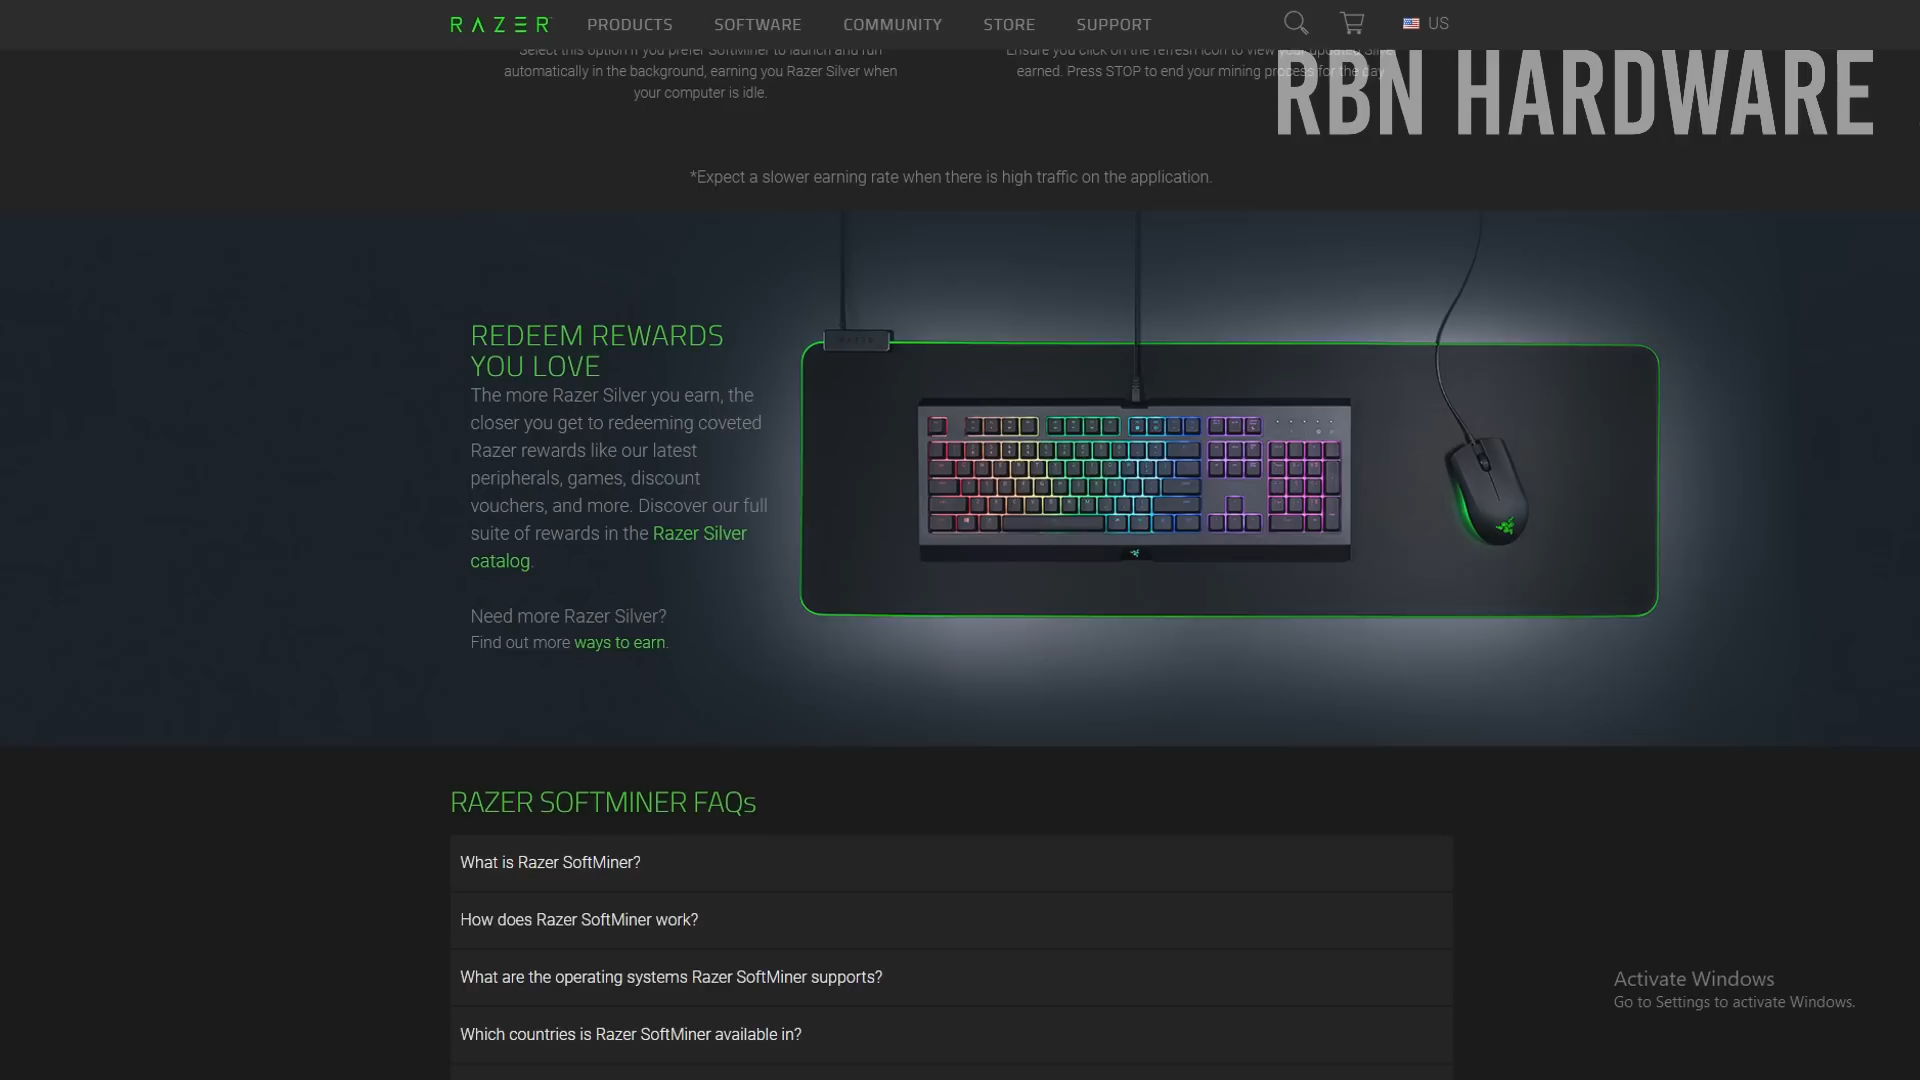 RAZER PRODUCTS SOFTWARE COMMUNITY STORE SUPPORT US
Select this option if you prefer SoftMiner to launch and run
automatically in the background, earning you Razer Silver when
your computer is idle.
Ensure you click on the refresh icon to view your updated Silver
earned. Press STOP to end your mining process for the day
RBN HARDWARE
*Expect a slower earning rate when there is high traffic on the application.
REDEEM REWARDS
YOU LOVE
The more Razer Silver you earn, the
closer you get to redeeming coveted
Razer rewards like our latest
peripherals, games, discount
vouchers, and more. Discover our full
suite of rewards in the Razer Silver
catalog.
Need more Razer Silver?
Find out more ways to earn.
RAZER SOFTMINER FAQs
What is Razer SoftMiner?
How does Razer SoftMiner work?
What are the operating systems Razer SoftMiner supports?
Which countries is Razer SoftMiner available in?
Activate Windows
Go to Settings to activate Windows.